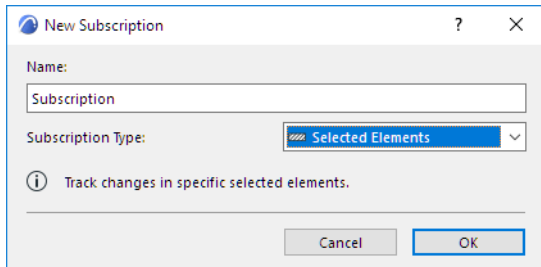 New Subscription ?
Name:
Subscription
Subscription Type: Selected Elements
Track changes in specific selected elements.
Cancel OK